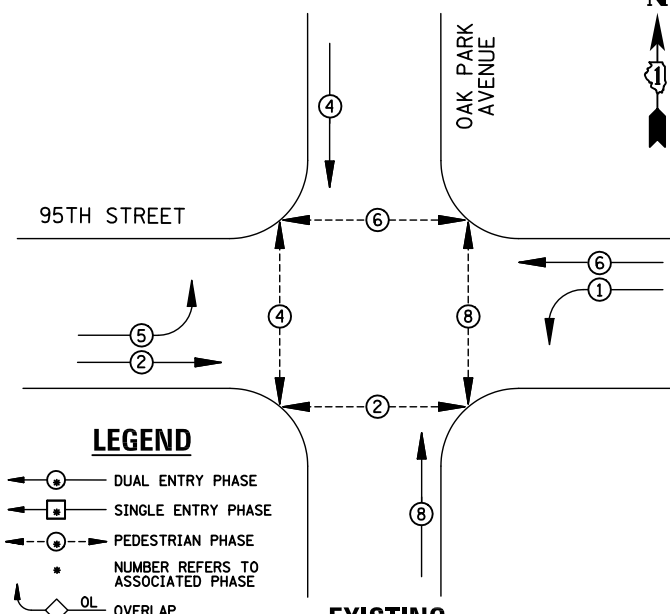 N
1
OAK PARK
AVENUE
4
95TH STREET
6
6
1
4
8
5
2
2
8
LEGEND
* DUAL ENTRY PHASE
* SINGLE ENTRY PHASE
* PEDESTRIAN PHASE
* NUMBER REFERS TO
ASSOCIATED PHASE
OL OVERLAP
EXISTING